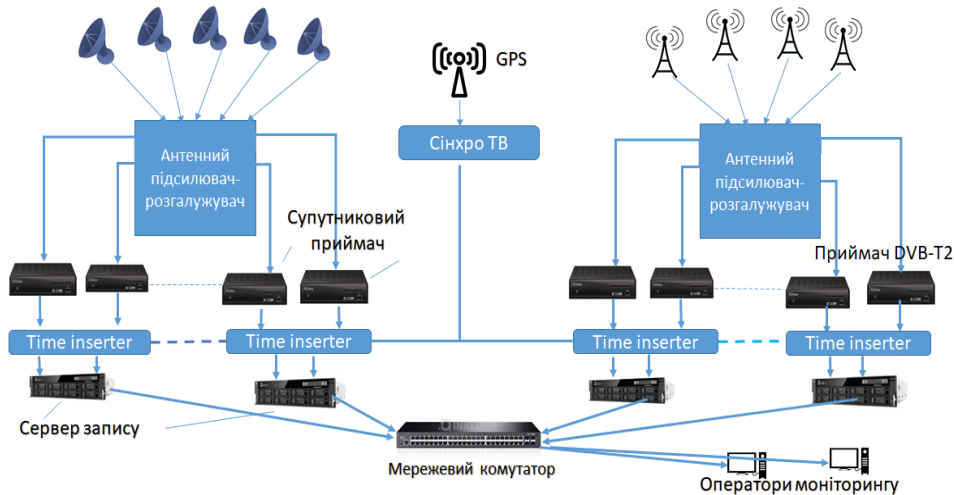 GPS
Сінхро ТВ
Антенний
підсилювач-
розгалужувач
Антенний
підсилювач-
розгалужувач
Супутниковий
приймач
Приймач DVB-T2
Time inserter
Time inserter
Time inserter
Time inserter
Сервер запису
Мережевий комутатор
Оператори моніторингу